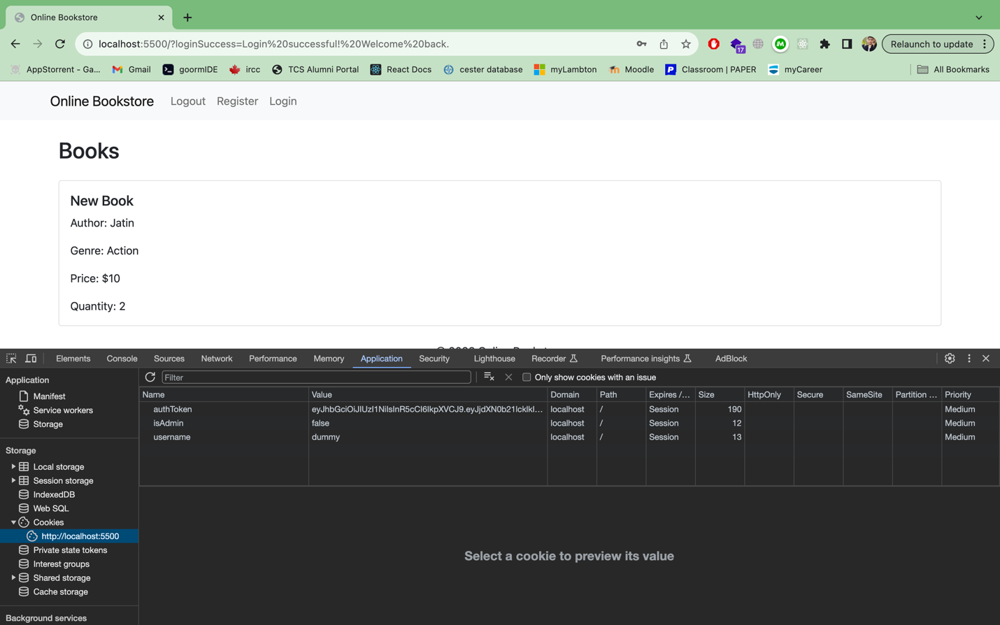 Online Bookstore
localhost:5500/?loginSuccess=Login%20successful!%20Welcome%20back.
17
Relaunch to update
AppStorrent - Ga...
Gmail
goormIDE
ircc
TCS Alumni Portal
React Docs
cester database
myLambton
Moodle
Classroom | PAPER
myCareer
All Bookmarks
Online Bookstore Logout Register Login
Books
New Book
Author: Jatin
Genre: Action
Price: $10
Quantity: 2
Elements Console Sources Network Performance Memory Application Security Lighthouse Recorder Performance insights AdBlock
Application
Manifest
Service workers
Storage
Storage
Local storage
Session storage
IndexedDB
Web SQL
Cookies
http://localhost:5500
Private state tokens
Interest groups
Shared storage
Cache storage
Background services
Filter
Only show cookies with an issue
Name Value Domain Path Expires /... Size HttpOnly Secure SameSite Partition ... Priority
authToken localhost / Session 190 Medium
isAdmin false localhost / Session 12 Medium
username dummy localhost / Session 13 Medium
Select a cookie to preview its value